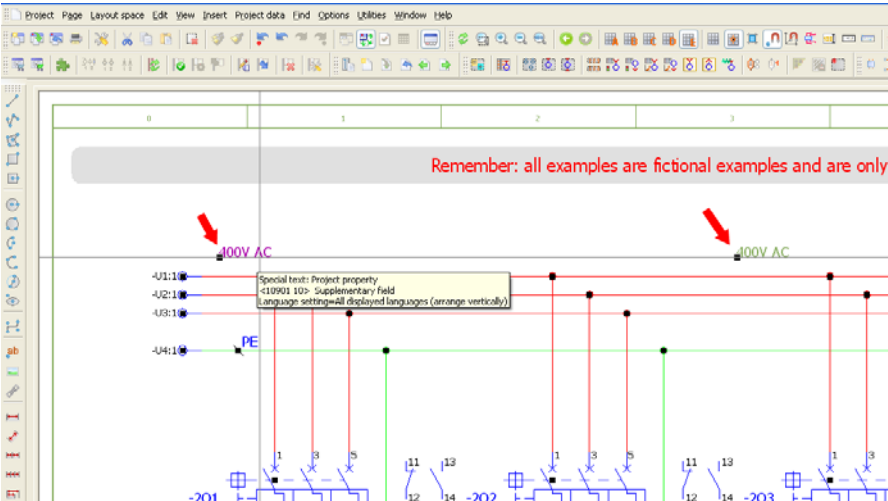 Project Page Layout space Edit View Insert Project data Find Options Utilities Window Help
0 1 2 3
Remember: all examples are fictional examples and are only
400V AC 400V AC
-U1:1
Special text: Project property
<10901 10> Supplementary field
Language setting=All displayed languages (arrange vertically)
-U2:1
-U3:1
PE
-U4:1
1 3 5 11 13 1 3 5 11 13 1 3
-2Q1 12 14 -2Q2 12 14 -2Q3
ab